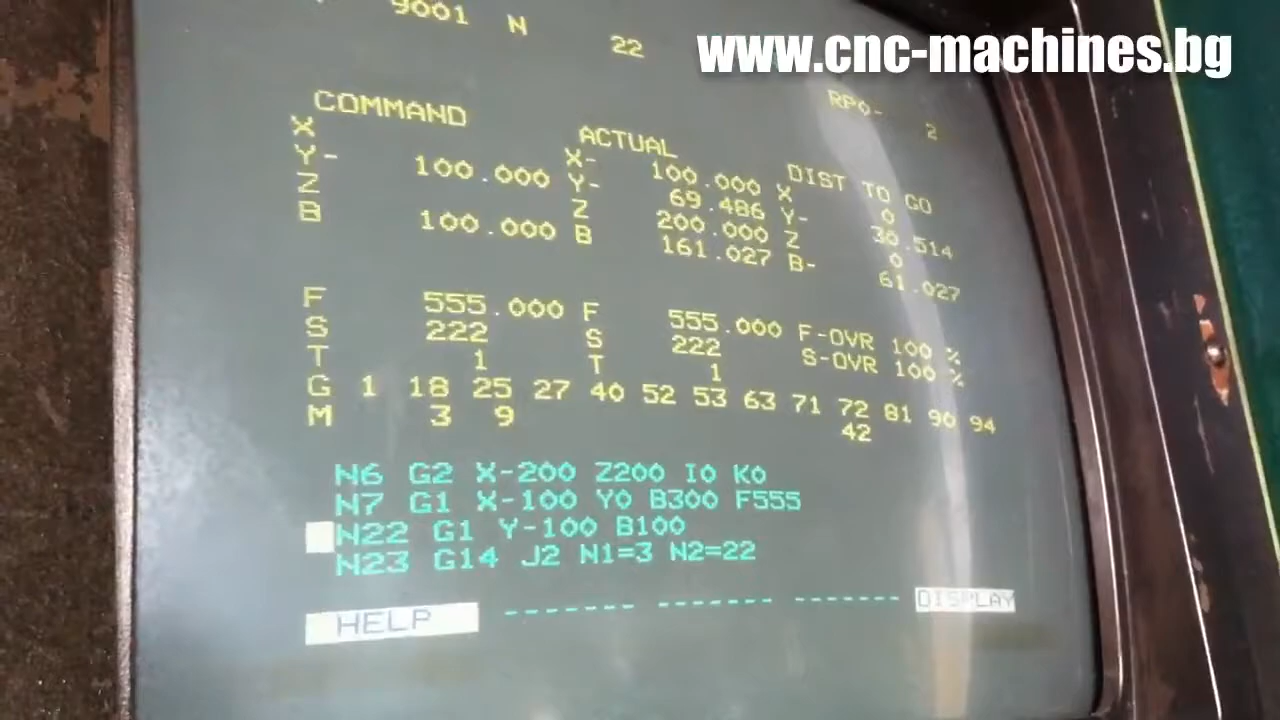 9001 N 22
www.cnc-machines.bg
RPO- 2
COMMAND ACTUAL DIST TO GO
X X- 100.000 X 0
Y- 100.000 Y- 69.486 Y- 30.514
Z Z 200.000 Z 0
B 100.000 B 161.027 B- 61.027
F 555.000 F 555.000 F-OVR 100 %
S 222 S 222 S-OVR 100 %
T 1 T 1
G 1 18 25 27 40 52 53 63 71 72 81 90 94
M 3 9 42
N6 G2 X-200 Z200 I0 K0
N7 G1 X-100 Y0 B300 F555
N22 G1 Y-100 B100
N23 G14 J2 N1=3 N2=22
HELP DISPLAY